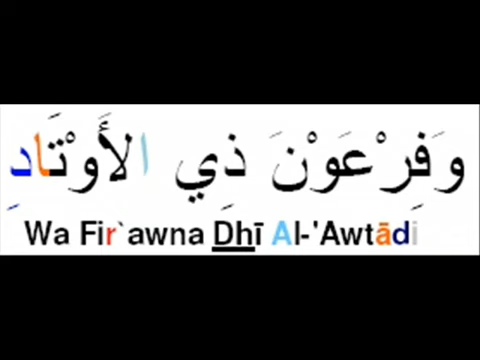 وَفِرْعَوْنَ ذِي الأَوْتَادِ
Wa Fir`awna Dhī Al-'Awtādi